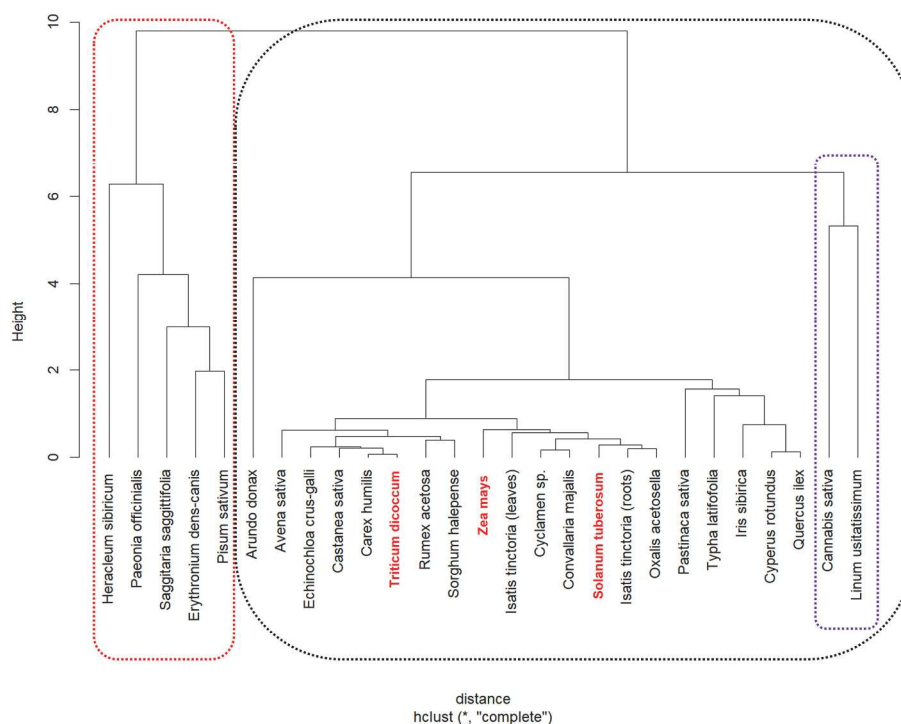 10
8
6
4
2
0
Height
Heracleum sibiricum
Paeonia officinialis
Saggitaria saggittifolia
Erythronium dens-canis
Pisum sativum
Arundo donax
Avena sativa
Echinochloa crus-galli
Castanea sativa
Carex humilis
Triticum dicoccum
Rumex acetosa
Sorghum halepense
Zea mays
Isatis tinctoria (leaves)
Cyclamen sp.
Convallaria majalis
Solanum tuberosum
Isatis tinctoria (roots)
Oxalis acetosella
Pastinaca sativa
Typha latifofolia
Iris sibirica
Cyperus rotundus
Quercus ilex
Cannabis sativa
Linum usitatissimum
distance
hclust (*, "complete")